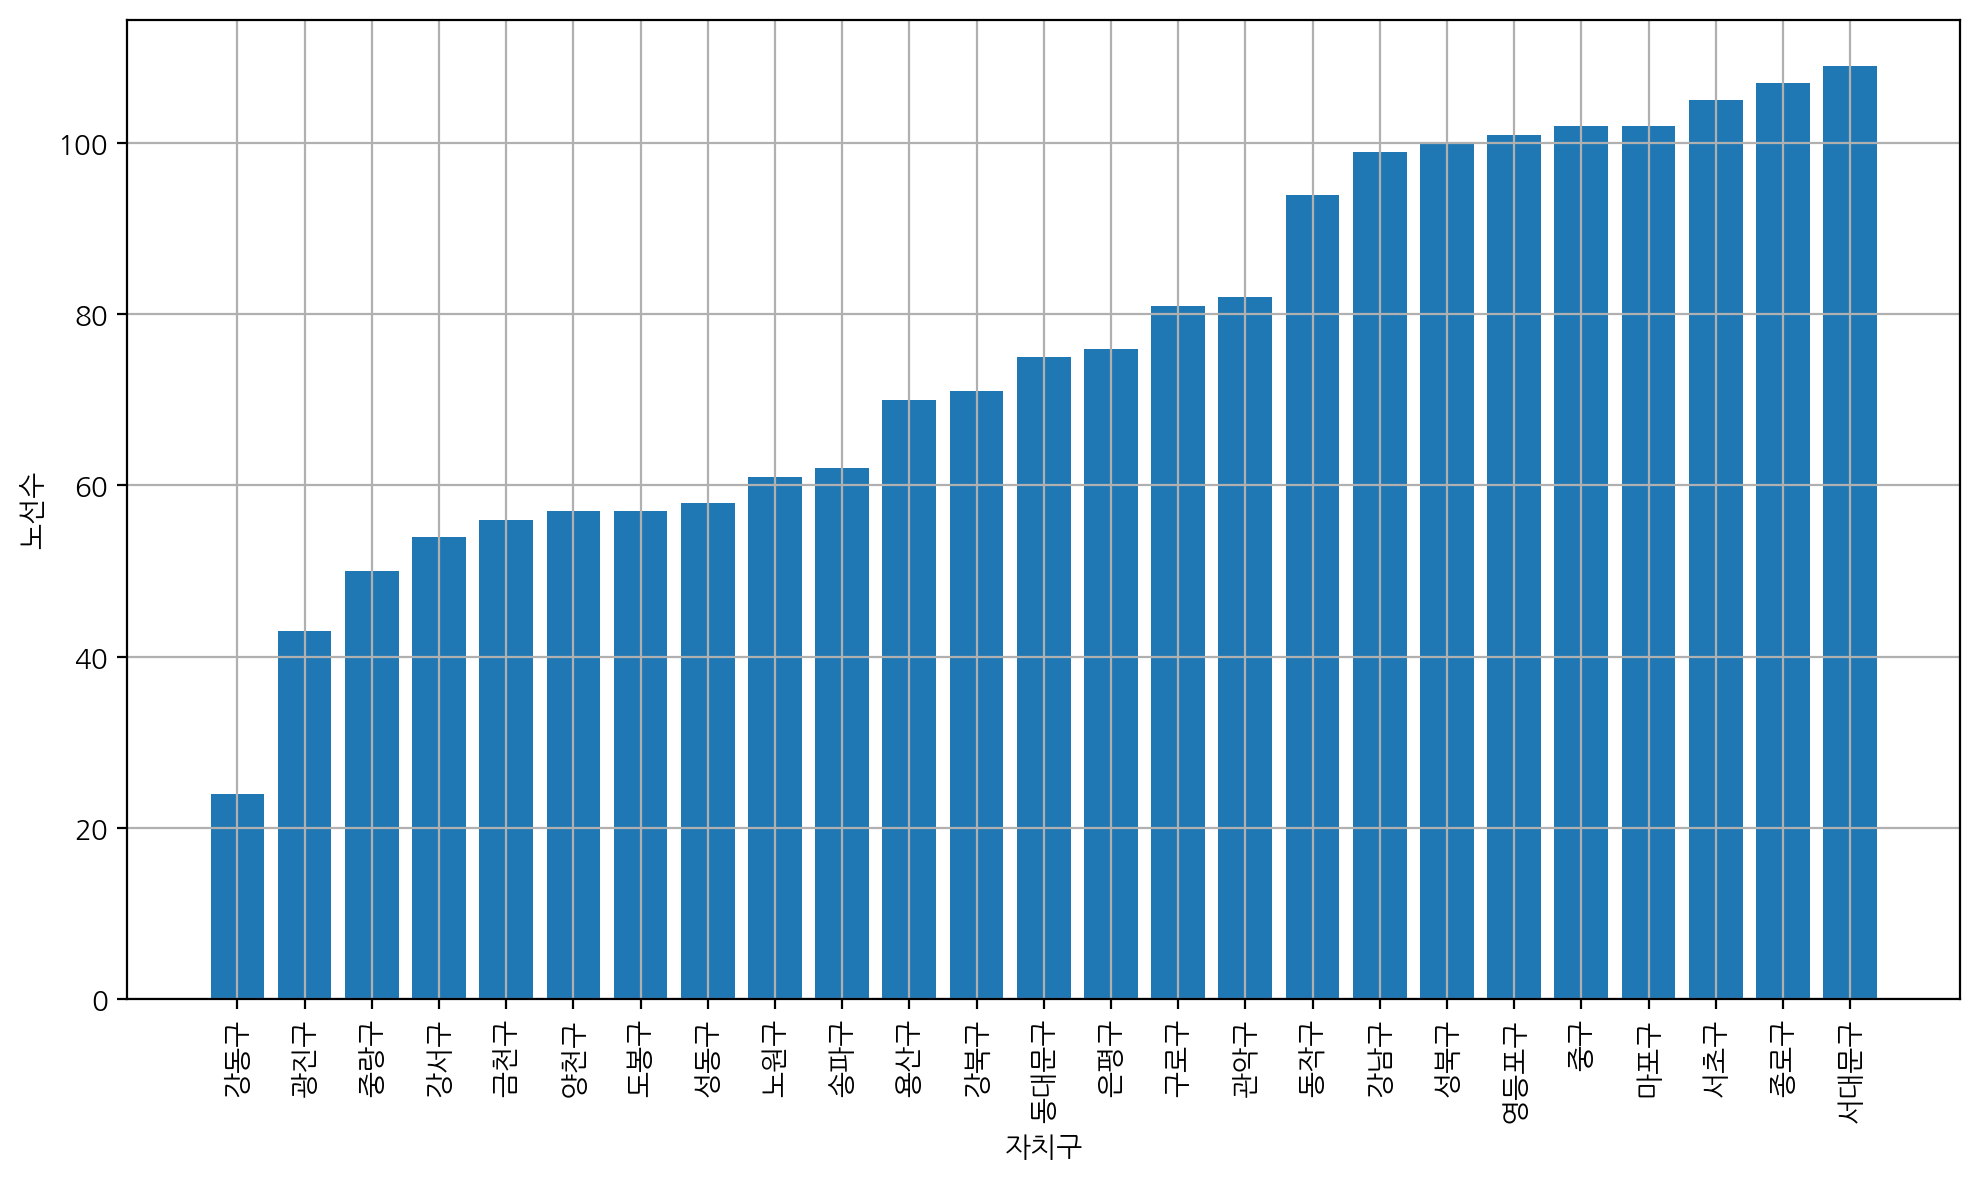 노선수
100
80
60
40
20
0
강동구
광진구
중랑구
강서구
금천구
양천구
도봉구
성동구
노원구
송파구
용산구
강북구
동대문구
은평구
구로구
관악구
동작구
강남구
성북구
영등포구
중구
마포구
서초구
종로구
서대문구
자치구